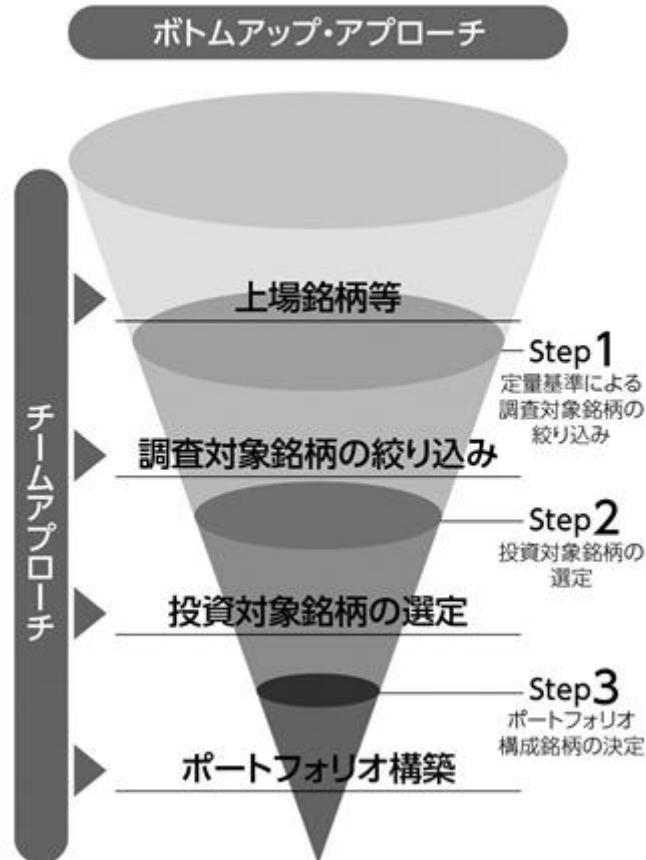 ボトムアップ・アプローチ
チームアプローチ
上場銘柄等
Step1
定量基準による
調査対象銘柄の
絞り込み
調査対象銘柄の絞り込み
Step2
投資対象銘柄の
選定
投資対象銘柄の選定
Step3
ポートフォリオ
構成銘柄の決定
ポートフォリオ構築